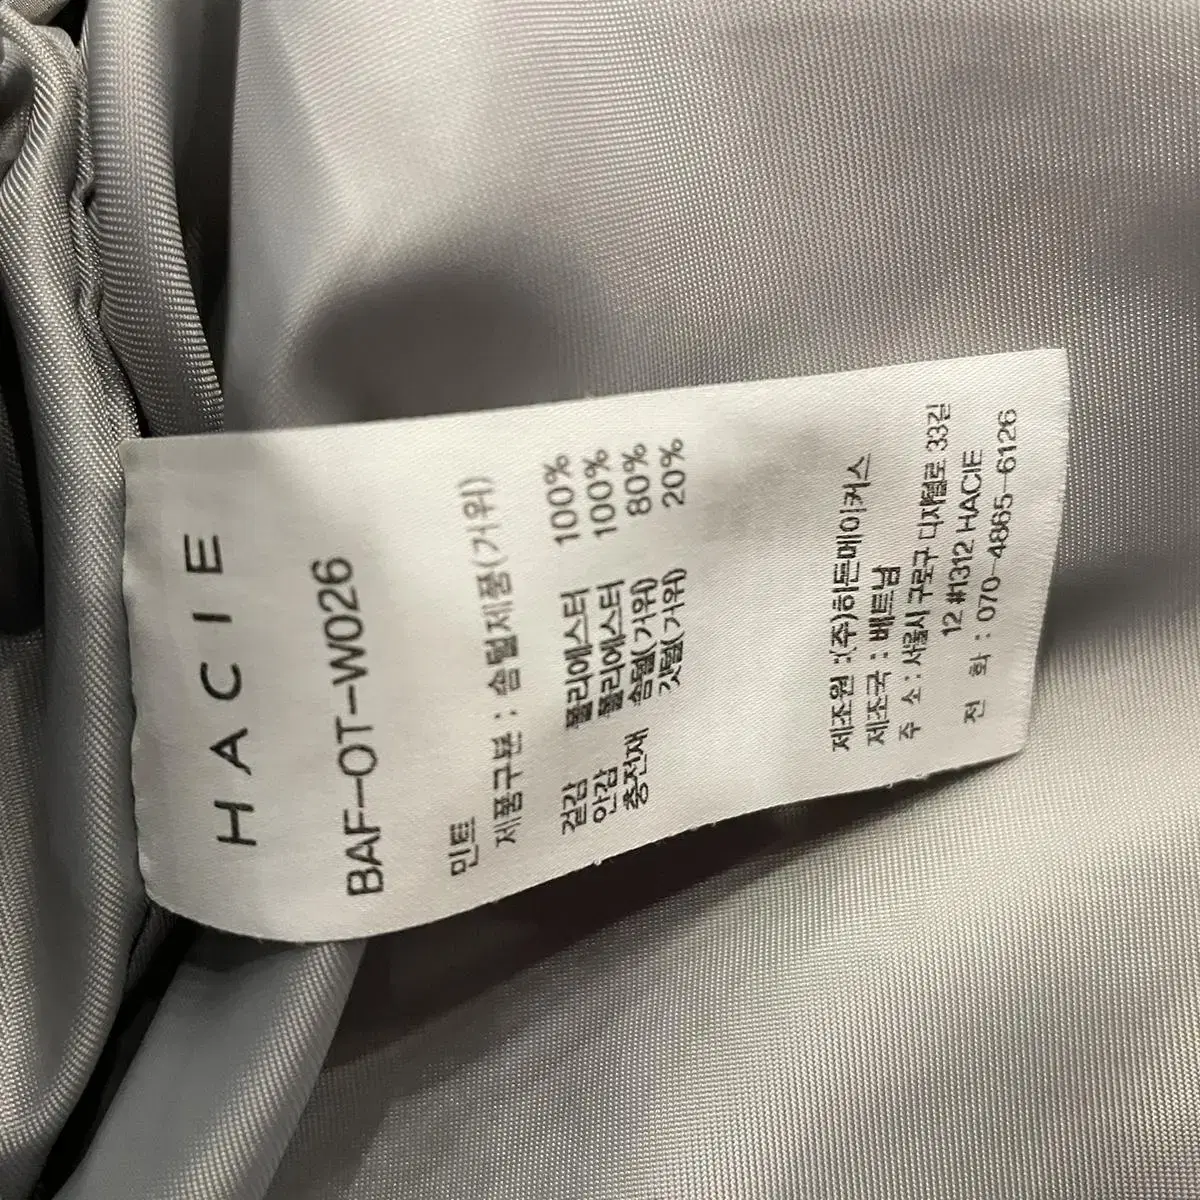 HACIE
BAF-OT-W026
민트
제품구분 : 솜털제품(거위)
겉감 폴리에스터 100%
안감 폴리에스터 100%
충전재 솜털(거위) 80%
깃털(거위) 20%
제조원 :(주)히든메이커스
제조국 : 베트남
주 소 : 서울시 구로구 디지털로 33길
12 #1312 HACIE
전 화 : 070-4865-6126